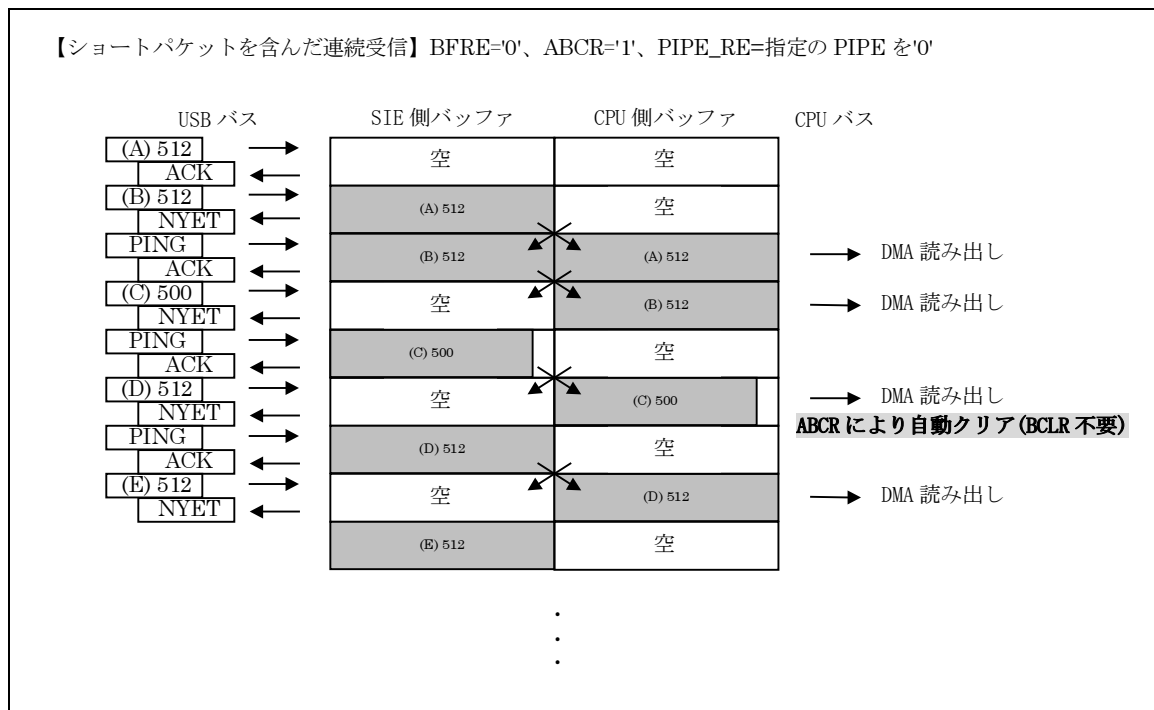 【ショートパケットを含んだ連続受信】BFRE='0'、ABCR='1'、PIPE_RE=指定の PIPE を'0'
USB バス SIE 側バッファ CPU 側バッファ CPU バス
(A) 512
ACK
空 空
(B) 512
NYET
(A) 512 空
PING
ACK
(B) 512 (A) 512 DMA 読み出し
(C) 500
NYET
空 (B) 512 DMA 読み出し
PING
ACK
(C) 500 空
(D) 512
NYET
空 (C) 500 DMA 読み出し
ABCR により自動クリア(BCLR 不要)
PING
ACK
(D) 512 空
(E) 512
NYET
空 (D) 512 DMA 読み出し
(E) 512 空
・
・
・